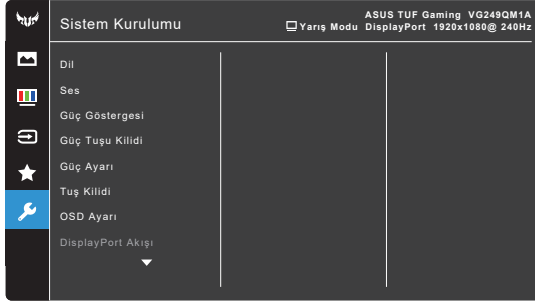 Sistem Kurulumu
ASUS TUF Gaming VG249QM1A
Yarış Modu DisplayPort 1920x1080@ 240Hz
Dil
Ses
Güç Göstergesi
Güç Tuşu Kilidi
Güç Ayarı
Tuş Kilidi
OSD Ayarı
DisplayPort Akışı